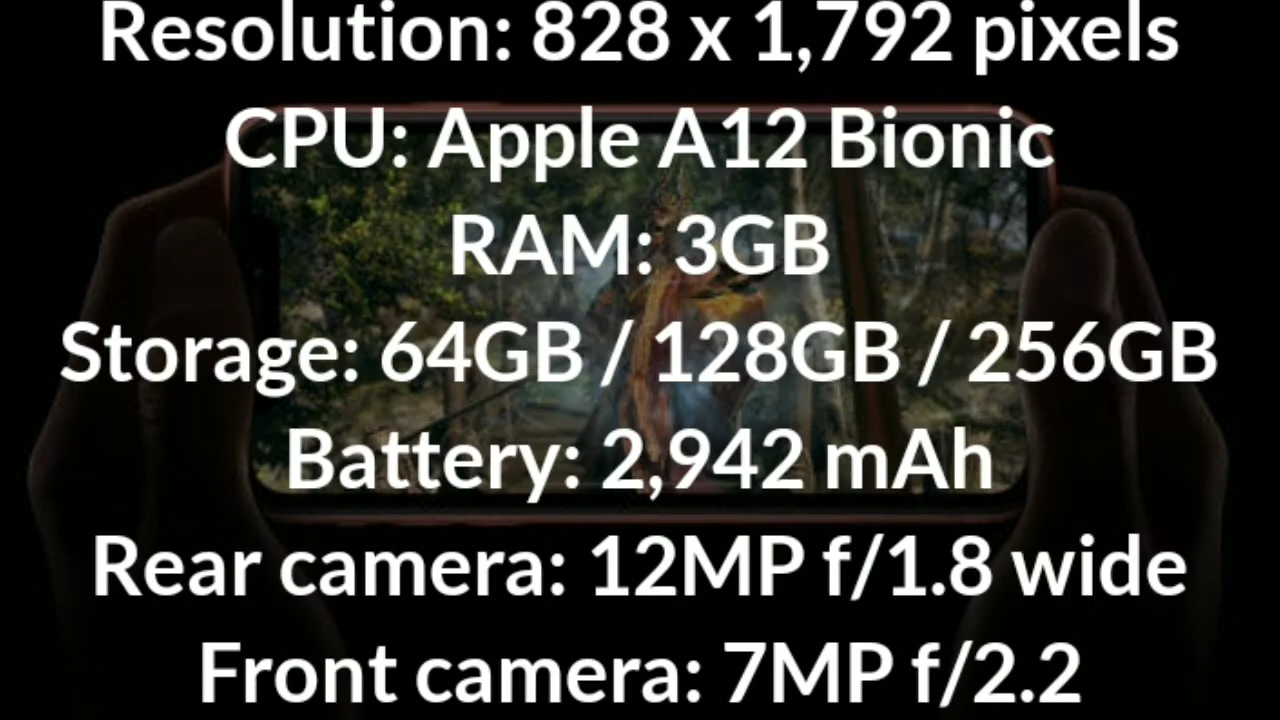 Resolution: 828 x 1,792 pixels
CPU: Apple A12 Bionic
RAM: 3GB
Storage: 64GB / 128GB / 256GB
Battery: 2,942 mAh
Rear camera: 12MP f/1.8 wide
Front camera: 7MP f/2.2